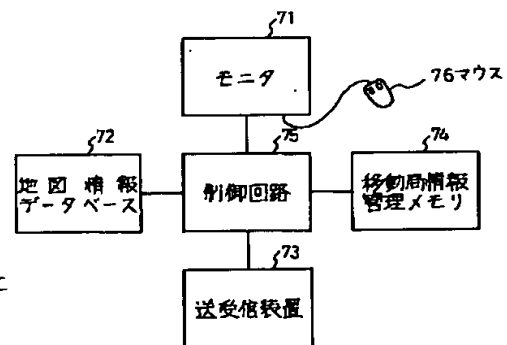 71
モニタ
76マウス
72
75
74
地図情報
データベース
制御回路
移動局情報
管理メモリ
73
送受信装置